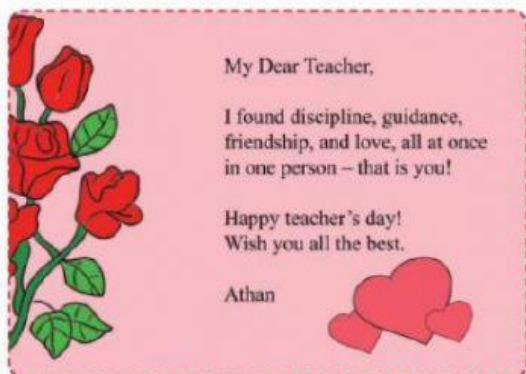 My Dear Teacher,
I found discipline, guidance,
friendship, and love, all at once
in one person – that is you!
Happy teacher's day!
Wish you all the best.
Athan